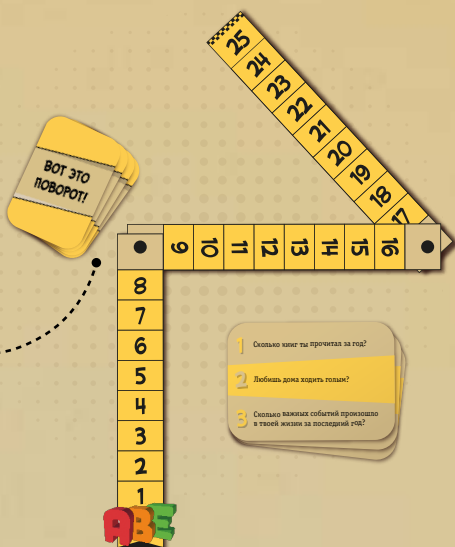 25
24
23
22
21
20
19
18
17
ВОТ ЭТО
ПОВОРОТ!
9 10 11 12 13 14 15 16
8
7
6
5
4
3
2
1
1 Сколько книг ты прочитал за год?
2 Любишь дома ходить голым?
3 Сколько важных событий произошло
в твоей жизни за последний год?
АВЕ